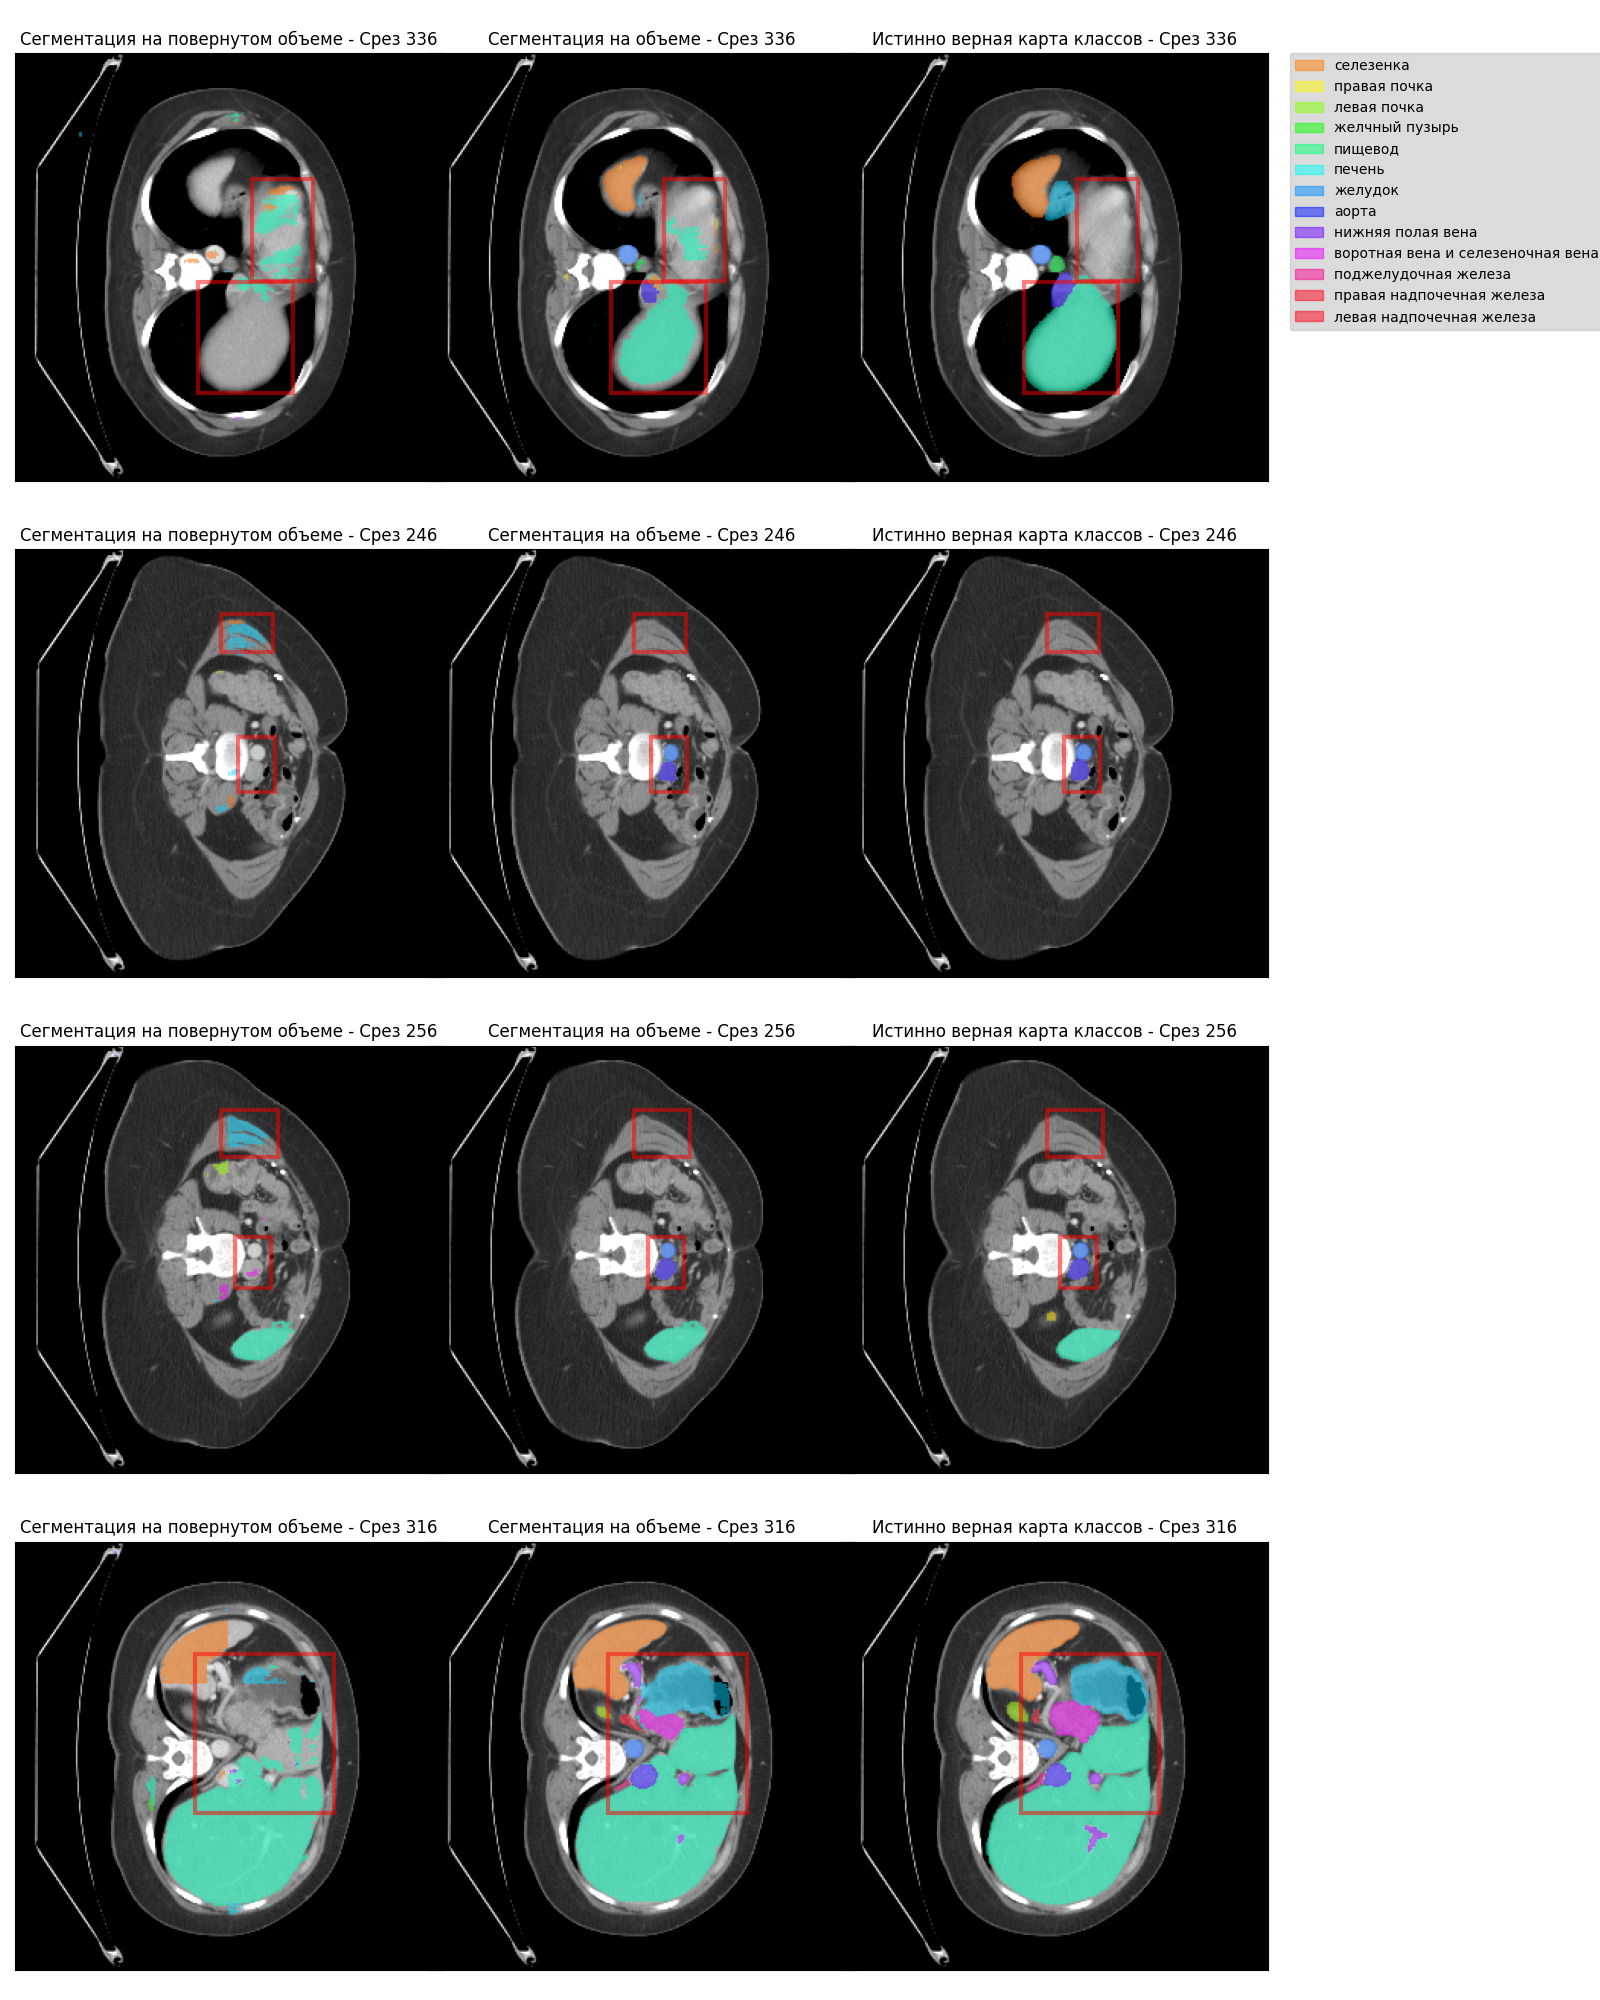 Сегментация на повернутом объеме - Срез 336
Сегментация на объеме - Срез 336
Истинно верная карта классов - Срез 336
селезенка
правая почка
левая почка
желчный пузырь
пищевод
печень
желудок
аорта
нижняя полая вена
воротная вена и селезеночная вена
поджелудочная железа
правая надпочечная железа
левая надпочечная железа
Сегментация на повернутом объеме - Срез 246
Сегментация на объеме - Срез 246
Истинно верная карта классов - Срез 246
Сегментация на повернутом объеме - Срез 256
Сегментация на объеме - Срез 256
Истинно верная карта классов - Срез 256
Сегментация на повернутом объеме - Срез 316
Сегментация на объеме - Срез 316
Истинно верная карта классов - Срез 316